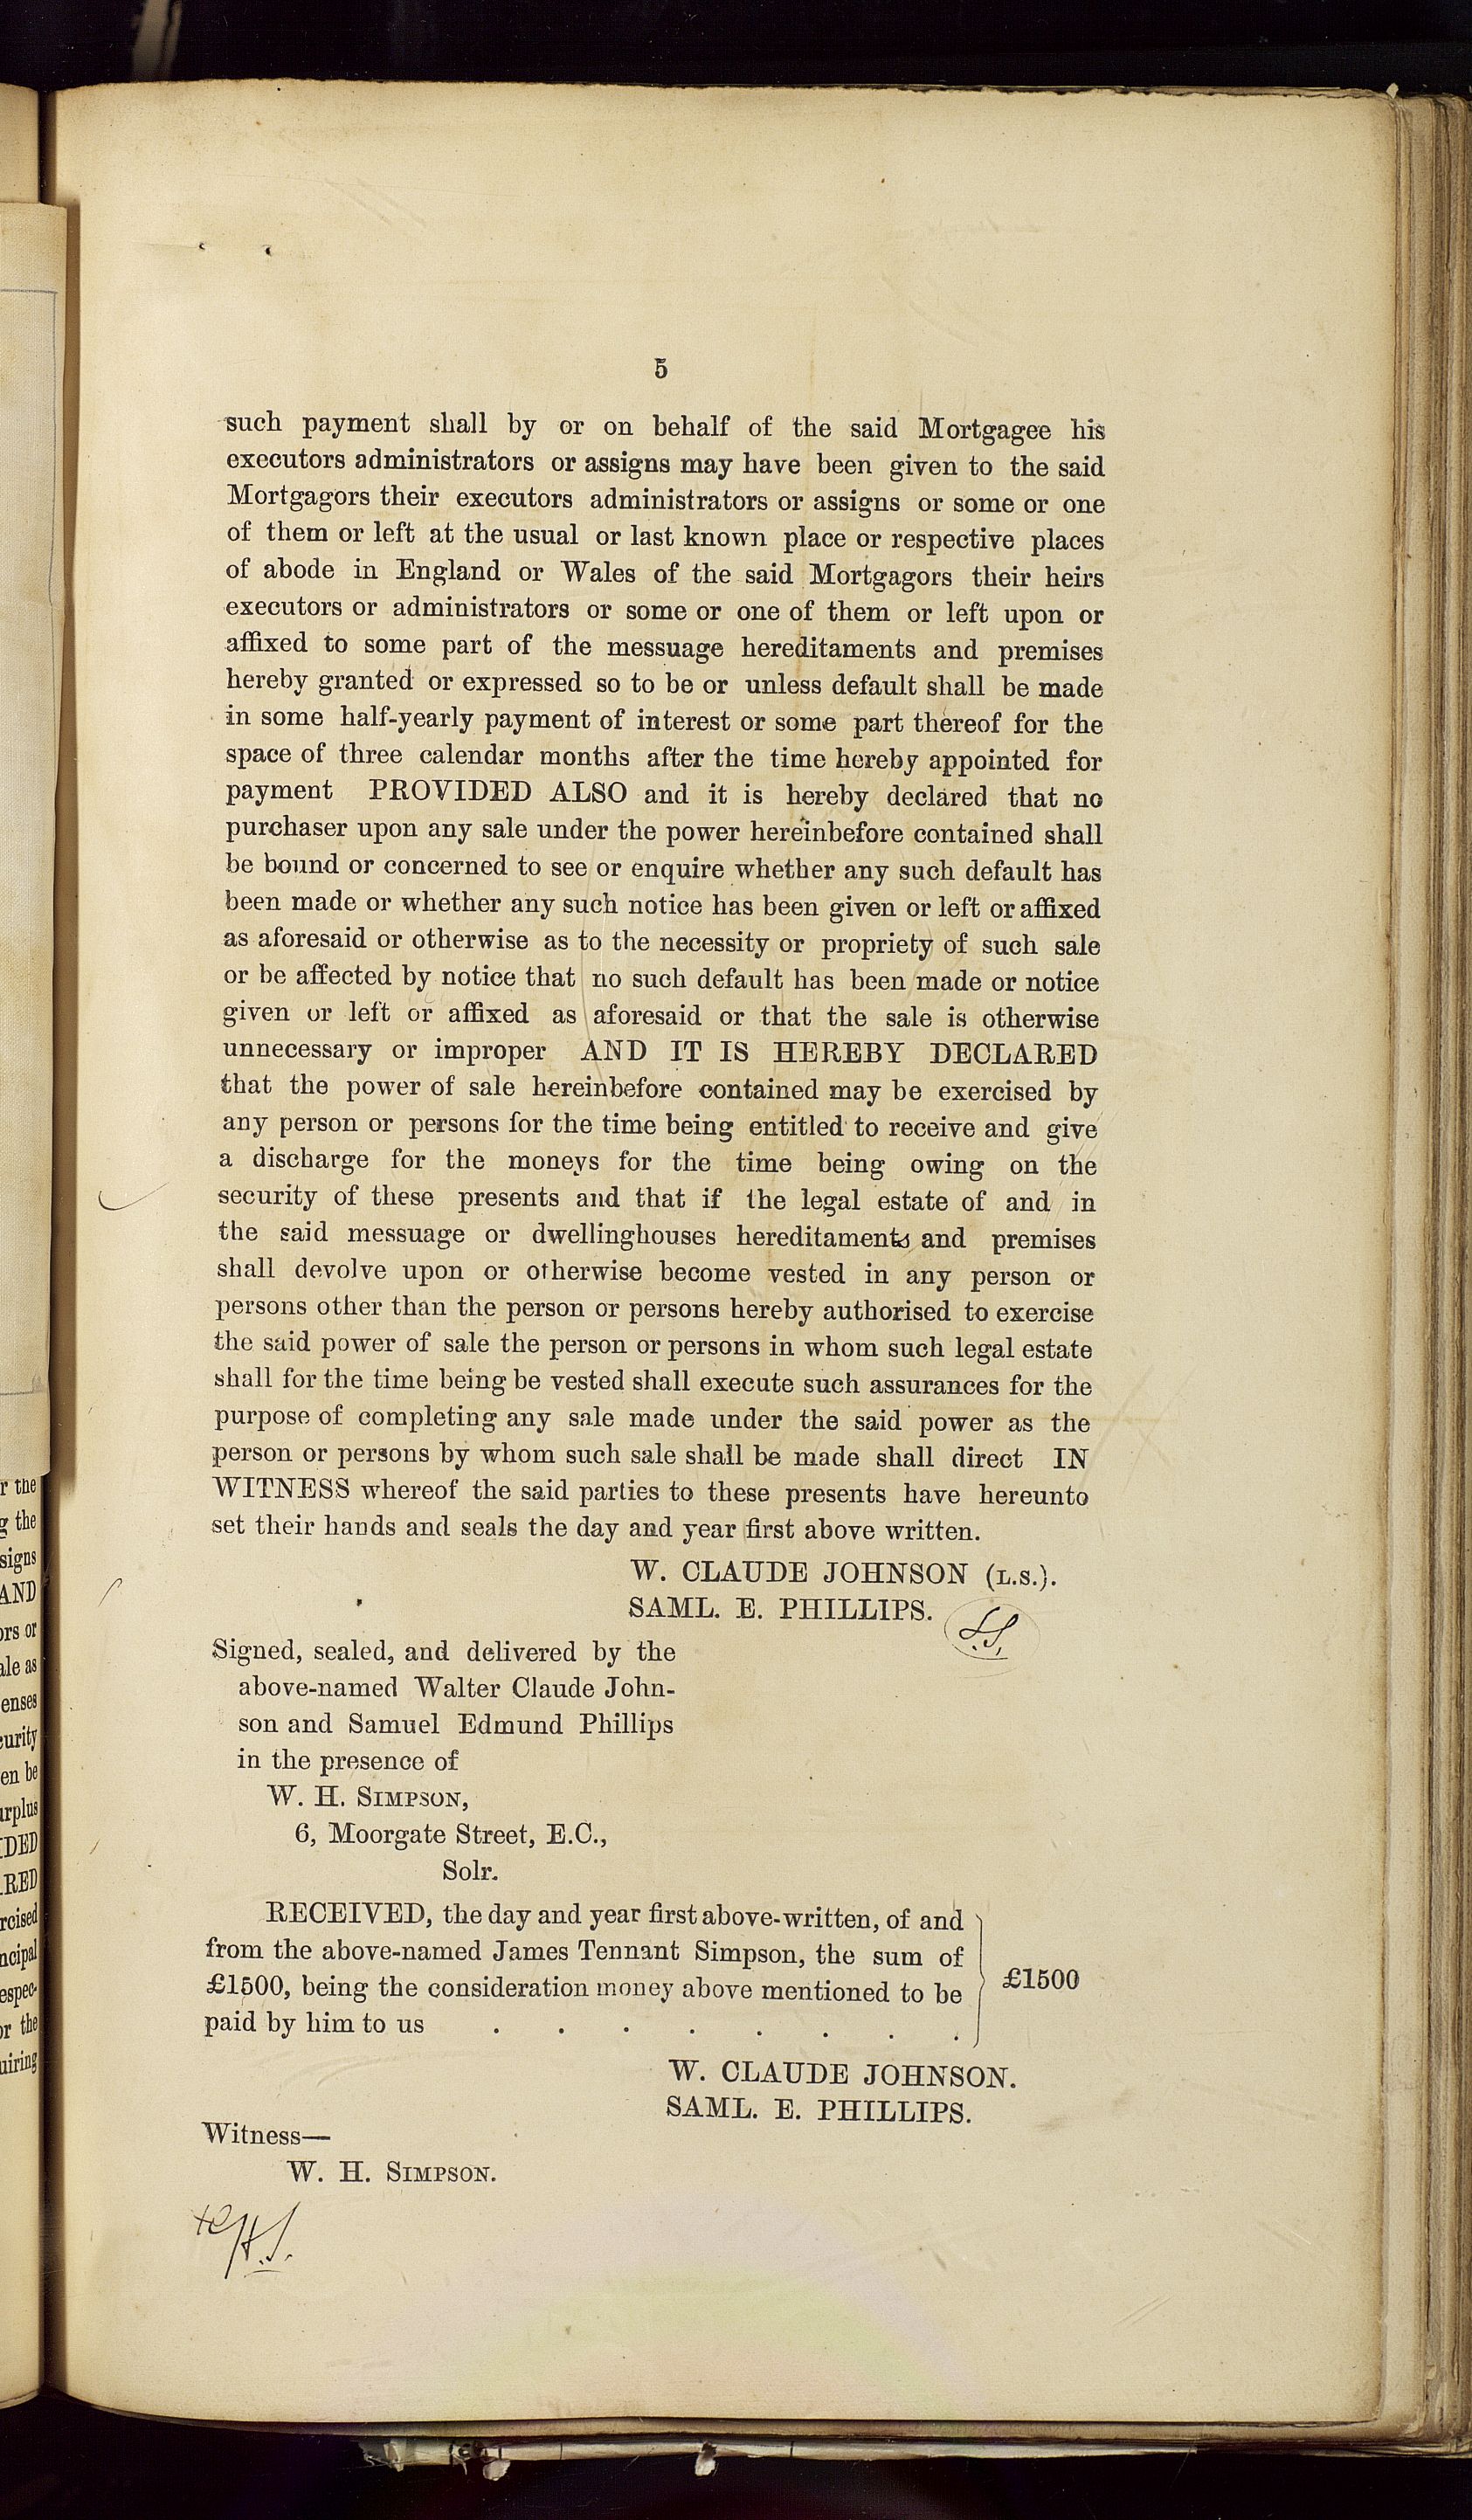 5
such payment shall by or on behalf of the said Mortgagee his
executors administrators or assigns may have been given to the said
Mortgagors their executors administrators or assigns or some or one
of them or left at the usual or last known place or respective places
of abode in England or Wales of the said Mortgagors their heirs
executors or administrators or some or one of them or left upon or
affixed to some part of the messuage hereditaments and premises
hereby granted or expressed so to be or unless default shall be made
in some half-yearly payment of interest or some part thereof for the
space of three calendar months after the time hereby appointed for
payment PROVIDED ALSO and it is hereby declared that no
purchaser upon any sale under the power hereinbefore contained shall
be bound or concerned to see or enquire whether any such default has
been made or whether any such notice has been given or left or affixed
as aforesaid or otherwise as to the necessity or propriety of such sale
or be affected by notice that no such default has been made or notice
given or left or affixed as aforesaid or that the sale is otherwise
unnecessary or improper AND IT IS HEREBY DECLARED
that the power of sale hereinbefore contained may be exercised by
any person or persons for the time being entitled to receive and give
a discharge for the moneys for the time being owing on the
security of these presents and that if the legal estate of and in
the said messuage or dwellinghouses hereditaments and premises
shall devolve upon or otherwise become vested in any person or
persons other than the person or persons hereby authorised to exercise
the said power of sale the person or persons in whom such legal estate
shall for the time being be vested shall execute such assurances for the
purpose of completing any sale made under the said power as the
person or persons by whom such sale shall be made shall direct IN
WITNESS whereof the said parties to these presents have hereunto
set their hands and seals the day and year first above written.
W. CLAUDE JOHNSON (L.S.).
SAML. E. PHILLIPS. L.S.
Signed, sealed, and delivered by the
above-named Walter Claude John-
son and Samuel Edmund Phillips
in the presence of
W. H. SIMPSON,
6, Moorgate Street, E.C.,
Solr.
RECEIVED, the day and year first above-written, of and
from the above-named James Tennant Simpson, the sum of
£1500, being the consideration money above mentioned to be
paid by him to us . . . . . . . .
£1500
W. CLAUDE JOHNSON.
SAML. E. PHILLIPS.
Witness—
W. H. SIMPSON.
r the
g the
signs
AND
ors or
ale as
enses
curity
en be
urplus
IDED
RED
rcised
ncipal
espec-
or the
uiring